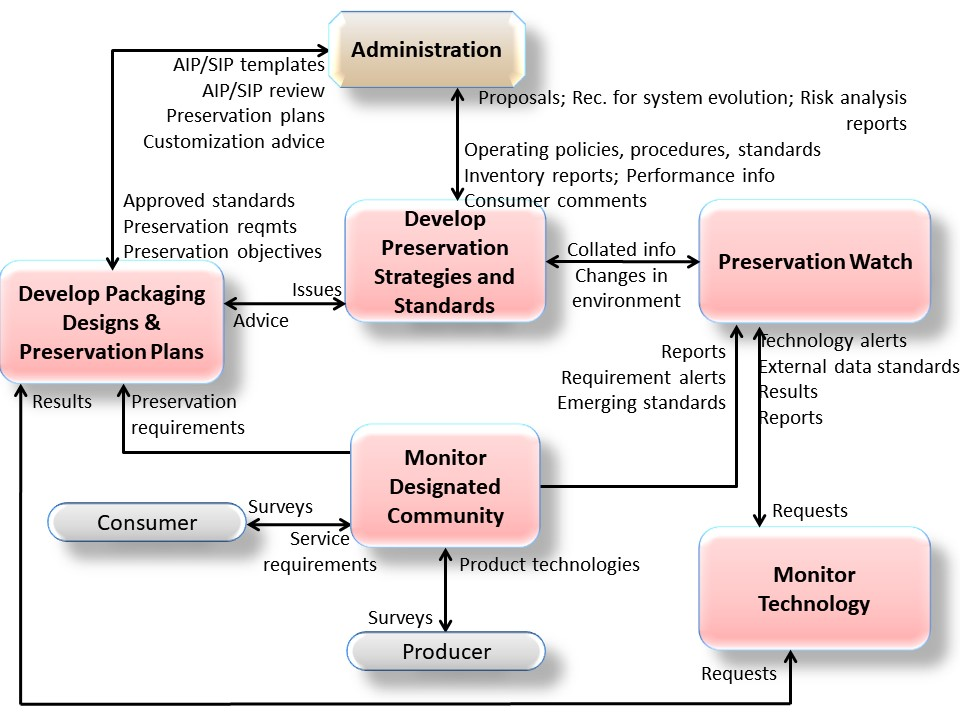 Administration
AIP/SIP templates
AIP/SIP review
Preservation plans
Customization advice
Proposals; Rec. for system evolution; Risk analysis
reports
Operating policies, procedures, standards
Inventory reports; Performance info
Consumer comments
Approved standards
Preservation reqmts
Preservation objectives
Develop
Preservation
Strategies and
Standards
Collated info
Changes in
environment
Preservation Watch
Develop Packaging
Designs &
Preservation Plans
Issues
Advice
Technology alerts
External data standards
Results
Reports
Reports
Requirement alerts
Emerging standards
Results
Preservation
requirements
Monitor
Designated
Community
Consumer
Surveys
Service
requirements
Requests
Product technologies
Monitor
Technology
Surveys
Producer
Requests